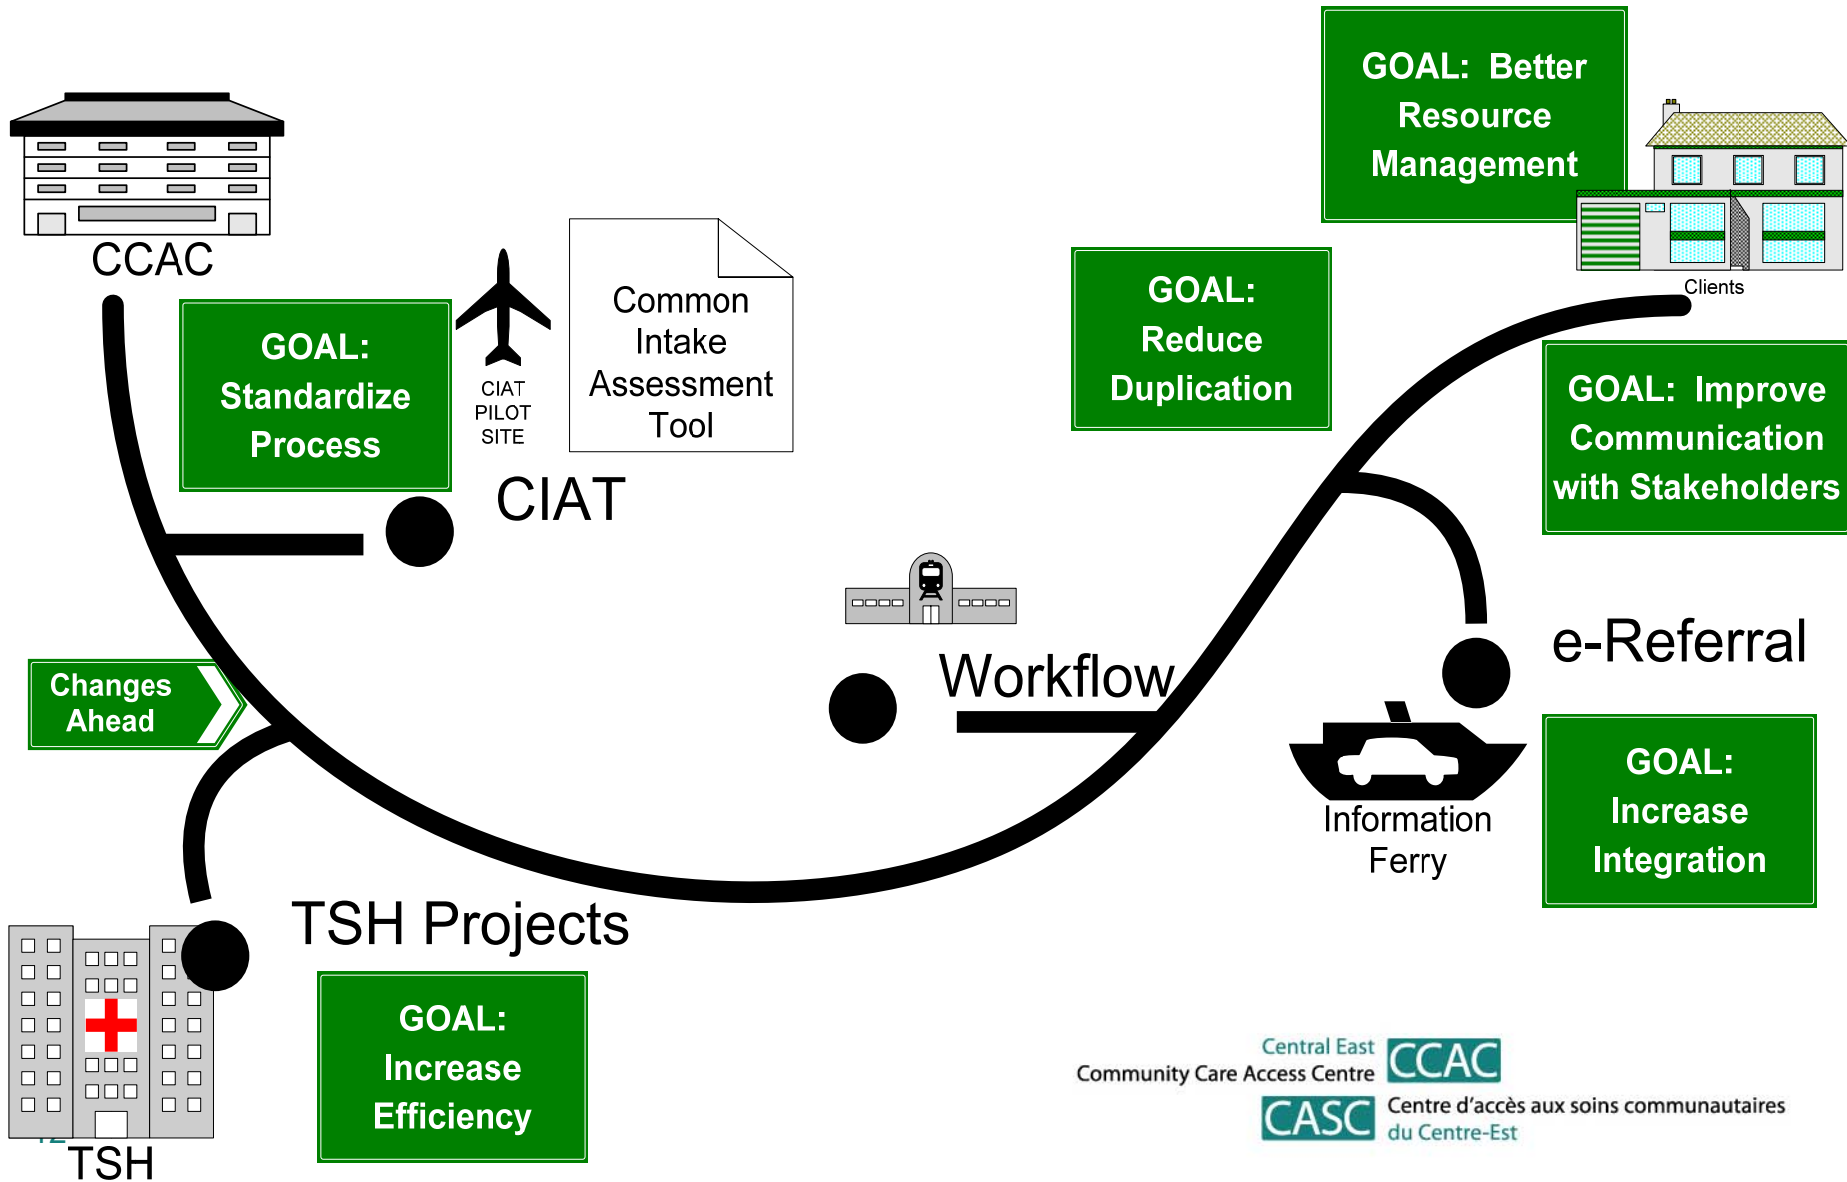 CCAC
GOAL:
Standardize
Process
CIAT
PILOT
SITE
Common
Intake
Assessment
Tool
CIAT
GOAL: Better
Resource
Management
Clients
GOAL:
Reduce
Duplication
GOAL: Improve
Communication
with Stakeholders
Changes
Ahead
Workflow
e-Referral
Information
Ferry
GOAL:
Increase
Integration
TSH Projects
GOAL:
Increase
Efficiency
TSH
Central East
Community Care Access Centre
CCAC
CASC
Centre d'accès aux soins communautaires
du Centre-Est